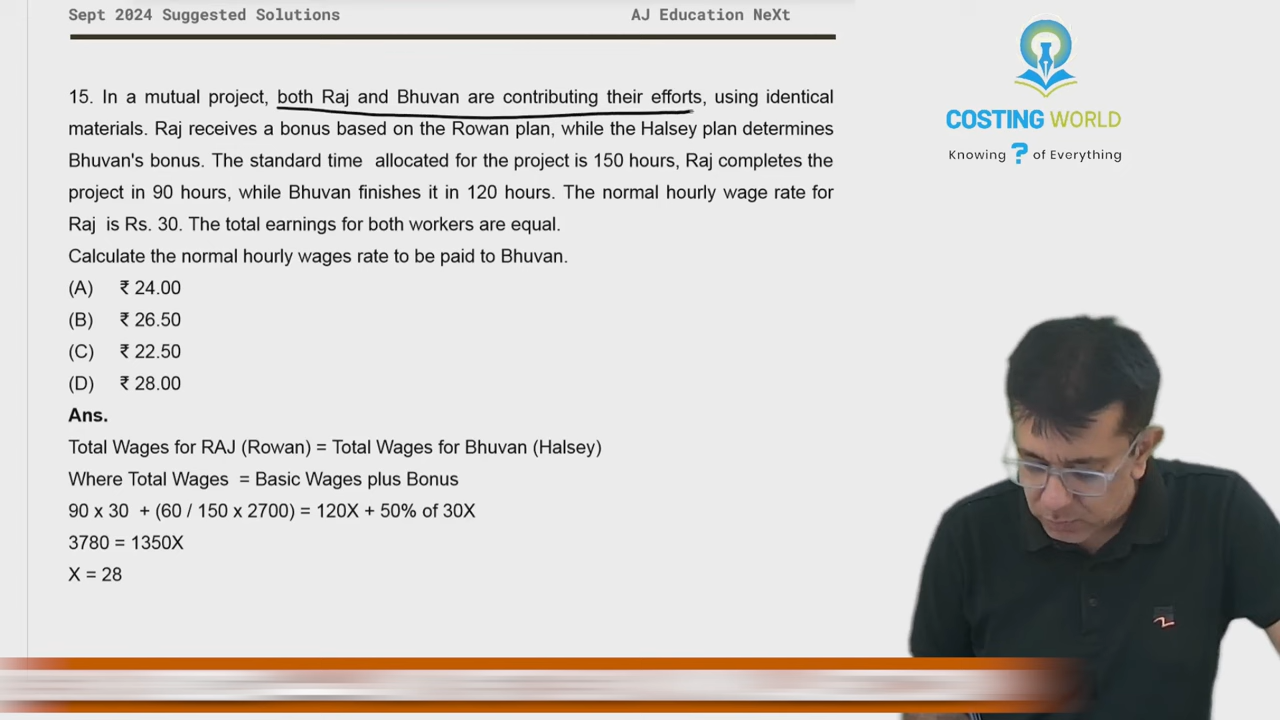 Sept 2024 Suggested Solutions
AJ Education NeXt
15. In a mutual project, both Raj and Bhuvan are contributing their efforts, using identical
materials. Raj receives a bonus based on the Rowan plan, while the Halsey plan determines
Bhuvan's bonus. The standard time allocated for the project is 150 hours, Raj completes the
project in 90 hours, while Bhuvan finishes it in 120 hours. The normal hourly wage rate for
Raj is Rs. 30. The total earnings for both workers are equal.
Calculate the normal hourly wages rate to be paid to Bhuvan.
(A) ₹ 24.00
(B) ₹ 26.50
(C) ₹ 22.50
(D) ₹ 28.00
Ans.
Total Wages for RAJ (Rowan) = Total Wages for Bhuvan (Halsey)
Where Total Wages = Basic Wages plus Bonus
90 x 30 + (60 / 150 x 2700) = 120X + 50% of 30X
3780 = 1350X
X = 28
COSTING WORLD
Knowing ? of Everything